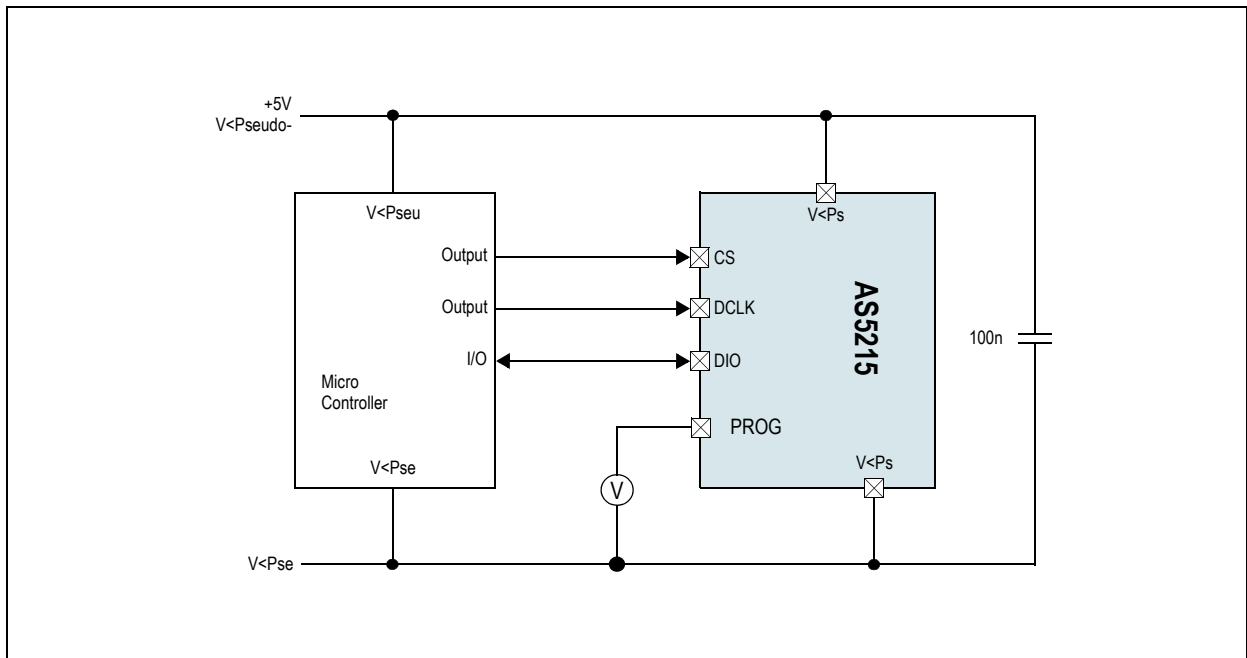 +5V
V<Pseudo-
V<Pseu
V<Ps
Output
CS
Output
DCLK
I/O
DIO
AS5215
100n
Micro
Controller
PROG
V<Pse
V<Ps
V
V<Pse